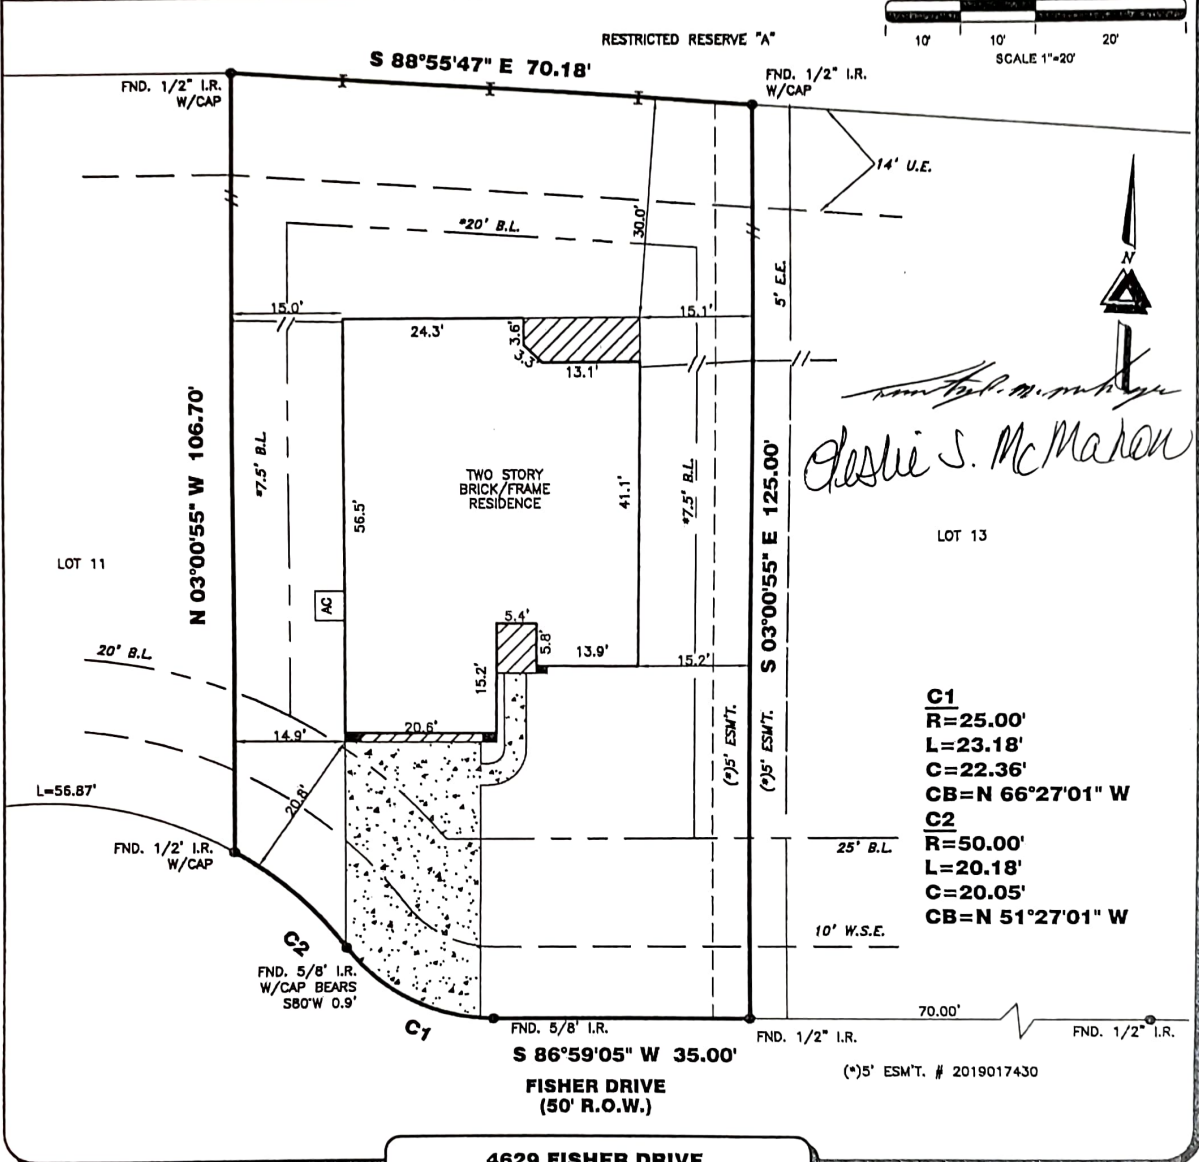 RESTRICTED RESERVE "A"
10' 10' 20'
SCALE 1"=20'
S 88°55'47" E 70.18'
FND. 1/2" I.R.
W/CAP
FND. 1/2" I.R.
W/CAP
14' U.E.
*20' B.L.
30.0'
5' E.E.
N
15.0'
24.3'
3.6'
3.3'
13.1'
15.1'
N 03°00'55" W 106.70'
*7.5' B.L.
56.5'
TWO STORY
BRICK/FRAME
RESIDENCE
41.1'
*7.5' B.L.
S 03°00'55" E 125.00'
Leslie S. McMahon
LOT 11
LOT 13
AC
5.4'
5.8'
13.9'
15.2'
15.2'
20' B.L.
20.6'
14.9'
20.8'
(*)5' ESM'T.
(*)5' ESM'T.
L=56.87'
FND. 1/2' I.R.
W/CAP
25' B.L.
10' W.S.E.
C1
R=25.00'
L=23.18'
C=22.36'
CB=N 66°27'01" W
C2
R=50.00'
L=20.18'
C=20.05'
CB=N 51°27'01" W
C2
FND. 5/8' I.R.
W/CAP BEARS
S80°W 0.9'
C1
FND. 5/8' I.R.
FND. 1/2" I.R.
70.00'
FND. 1/2" I.R.
S 86°59'05" W 35.00'
(*)5' ESM'T. # 2019017430
FISHER DRIVE
(50' R.O.W.)
4629 FISHER DRIVE